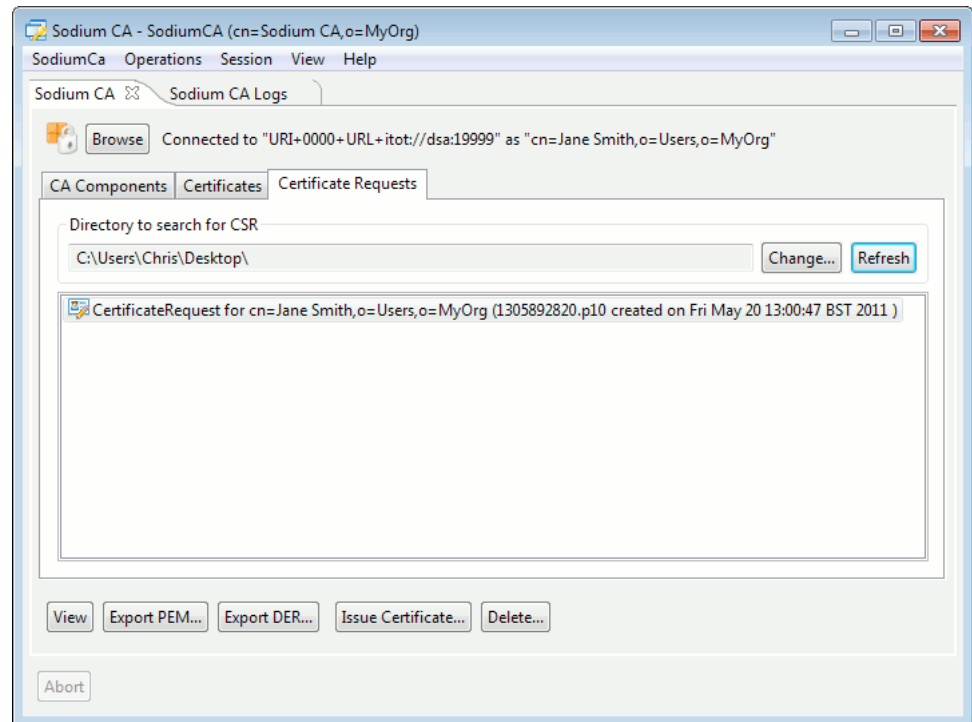 Sodium CA - SodiumCA (cn=Sodium CA,o=MyOrg)
SodiumCa Operations Session View Help
Sodium CA Sodium CA Logs
Browse Connected to "URI+0000+URL+itot://dsa:19999" as "cn=Jane Smith,o=Users,o=MyOrg"
CA Components Certificates Certificate Requests
Directory to search for CSR
C:\Users\Chris\Desktop\ Change... Refresh
CertificateRequest for cn=Jane Smith,o=Users,o=MyOrg (1305892820.p10 created on Fri May 20 13:00:47 BST 2011 )
View Export PEM... Export DER... Issue Certificate... Delete...
Abort